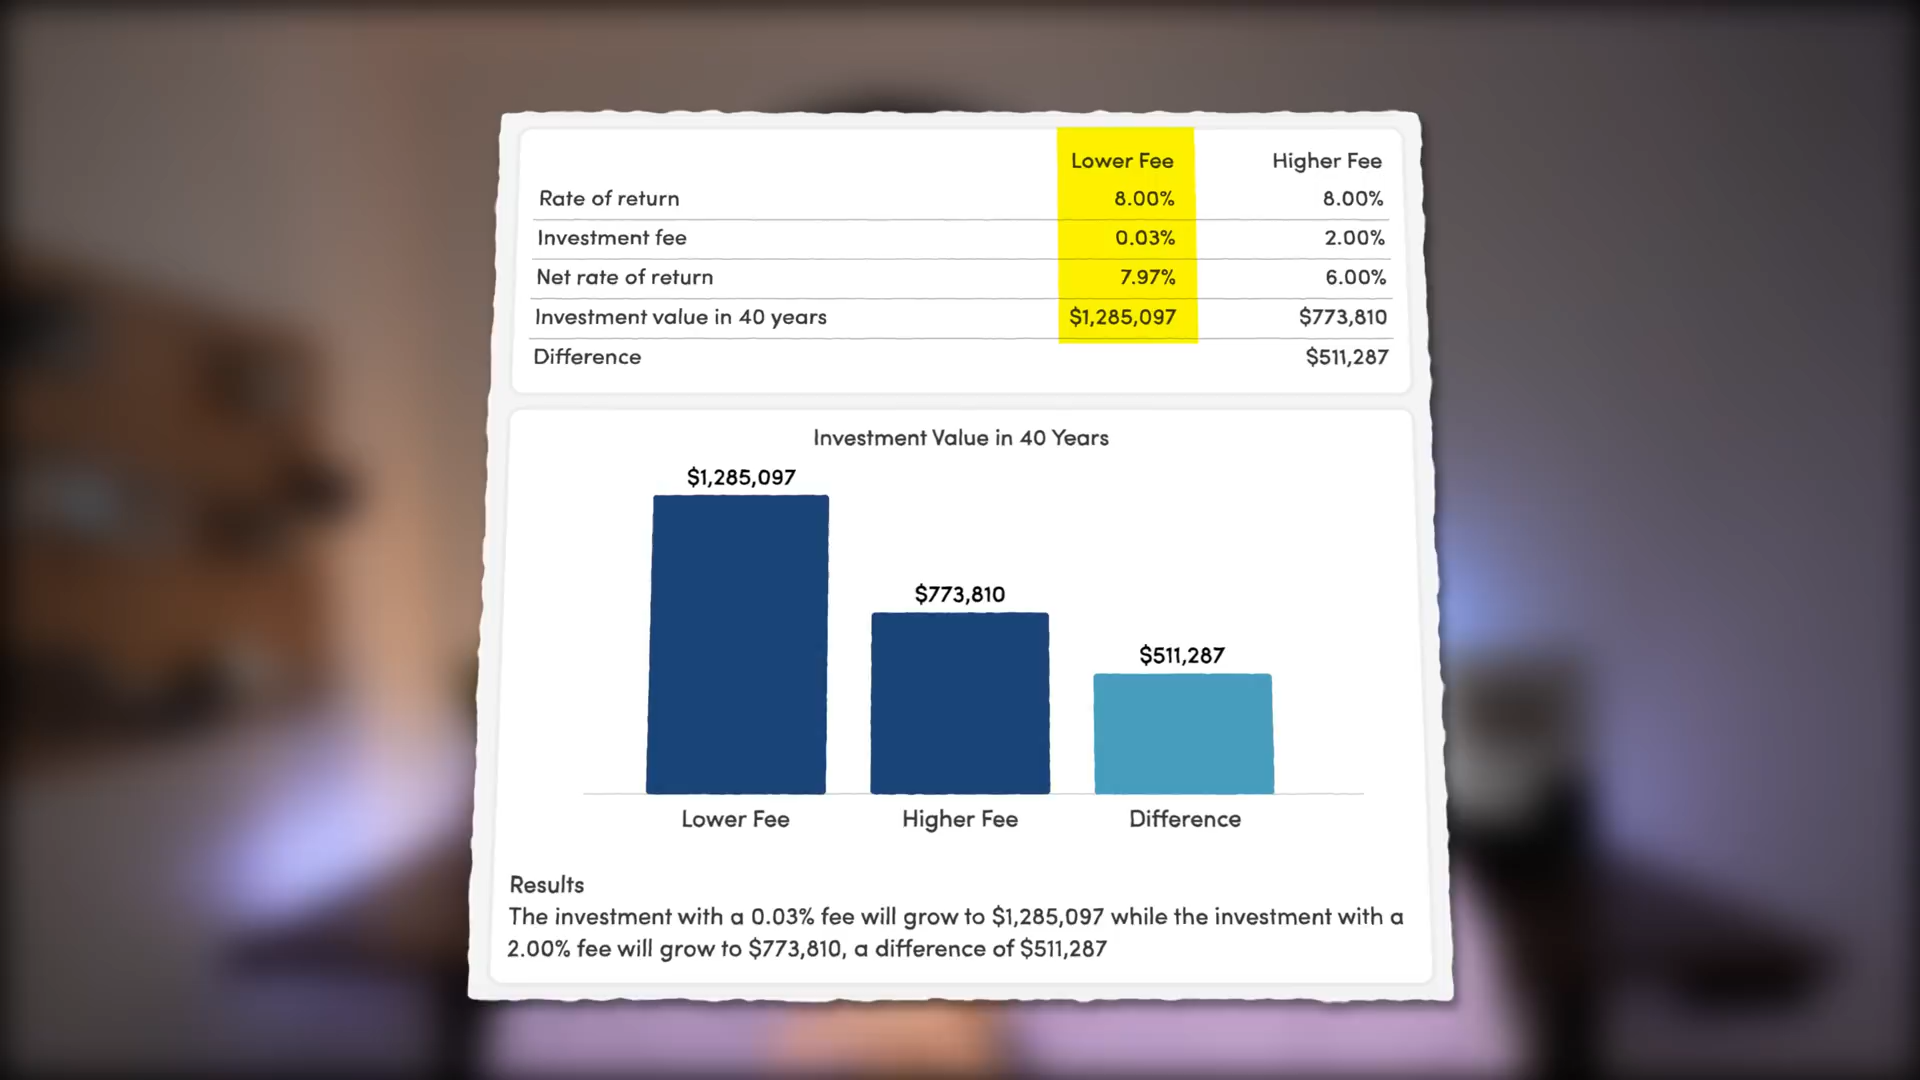 Lower Fee Higher Fee
Rate of return 8.00% 8.00%
Investment fee 0.03% 2.00%
Net rate of return 7.97% 6.00%
Investment value in 40 years $1,285,097 $773,810
Difference $511,287
Investment Value in 40 Years
$1,285,097
$773,810
$511,287
Lower Fee Higher Fee Difference
Results
The investment with a 0.03% fee will grow to $1,285,097 while the investment with a
2.00% fee will grow to $773,810, a difference of $511,287